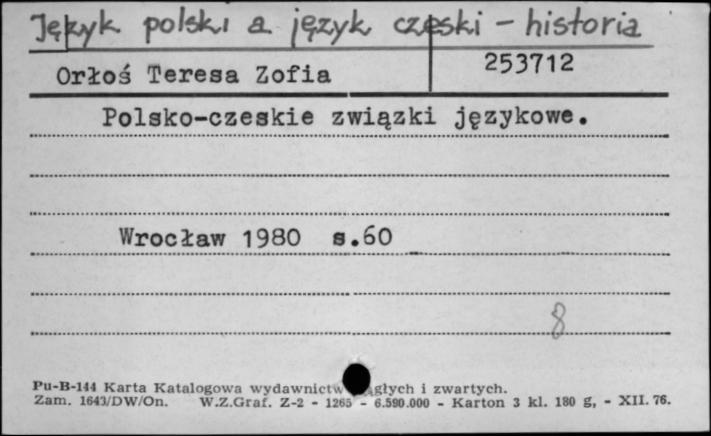 Język polski a język czeski - historia
Orłoś Teresa Zofia
253712
Polsko-czeskie związki językowe.
Wrocław 1980 s.60
8
Pu-B-144 Karta Katalogowa wydawnictw głych i zwartych.
Zam. 1643/DW/On. W.Z.Graf. Z-2 - 1265 - 6.590.000 - Karton 3 kl. 180 g, - XII. 76.